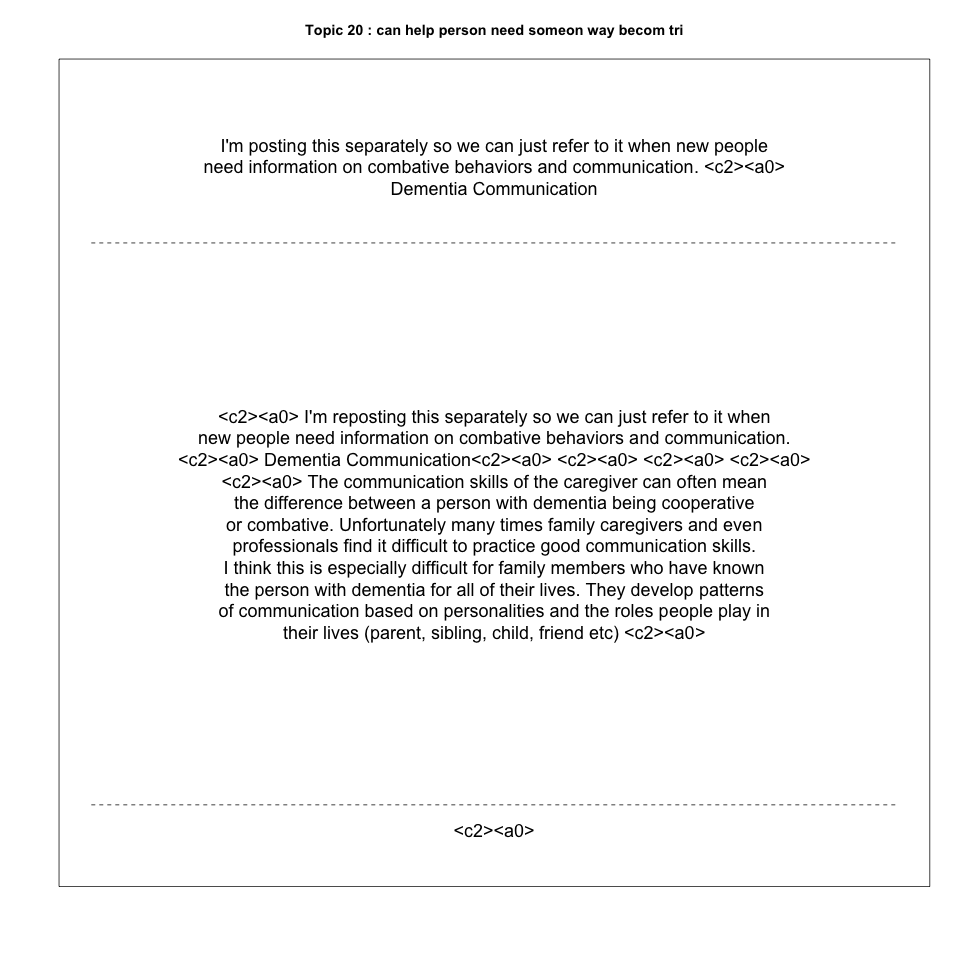 Topic 20 : can help person need someon way becom tri
I'm posting this separately so we can just refer to it when new people
need information on combative behaviors and communication. <c2><a0>
Dementia Communication
<c2><a0> I'm reposting this separately so we can just refer to it when
new people need information on combative behaviors and communication.
<c2><a0> Dementia Communication<c2><a0> <c2><a0> <c2><a0> <c2><a0>
<c2><a0> The communication skills of the caregiver can often mean
the difference between a person with dementia being cooperative
or combative. Unfortunately many times family caregivers and even
professionals find it difficult to practice good communication skills.
I think this is especially difficult for family members who have known
the person with dementia for all of their lives. They develop patterns
of communication based on personalities and the roles people play in
their lives (parent, sibling, child, friend etc) <c2><a0>
<c2><a0>